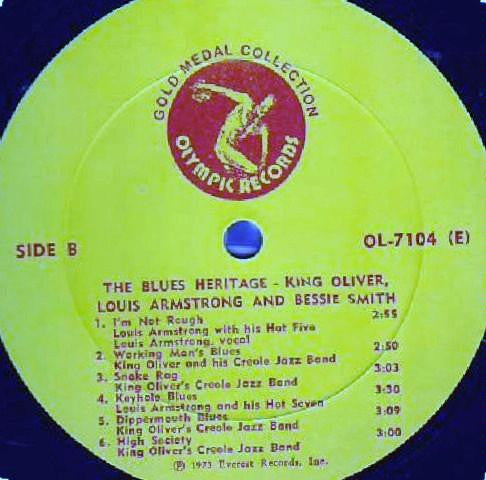 GOLD MEDAL COLLECTION
OLYMPIC RECORDS
SIDE B
OL-7104 (E)
THE BLUES HERITAGE - KING OLIVER,
LOUIS ARMSTRONG AND BESSIE SMITH
1. I'm Not Rough 2:55
Louis Armstrong with his Hot Five
Louis Armstrong, vocal
2. Working Man's Blues 2:50
King Oliver and his Creole Jazz Band
3. Snake Rag 3:03
King Oliver's Creole Jazz Band
4. Keyhole Blues 3:30
Louis Armstrong and his Hot Seven
5. Dippermouth Blues 3:09
King Oliver's Creole Jazz Band
6. High Society 3:00
King Oliver's Creole Jazz Band
Ⓟ 1973 Everest Records, Inc.